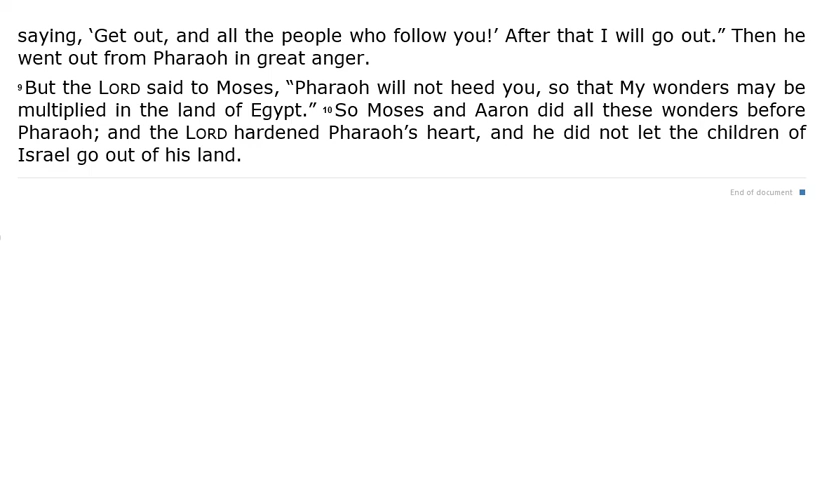 saying, ‘Get out, and all the people who follow you!’ After that I will go out.” Then he
went out from Pharaoh in great anger.
9 But the LORD said to Moses, “Pharaoh will not heed you, so that My wonders may be
multiplied in the land of Egypt.” 10 So Moses and Aaron did all these wonders before
Pharaoh; and the LORD hardened Pharaoh’s heart, and he did not let the children of
Israel go out of his land.
End of document